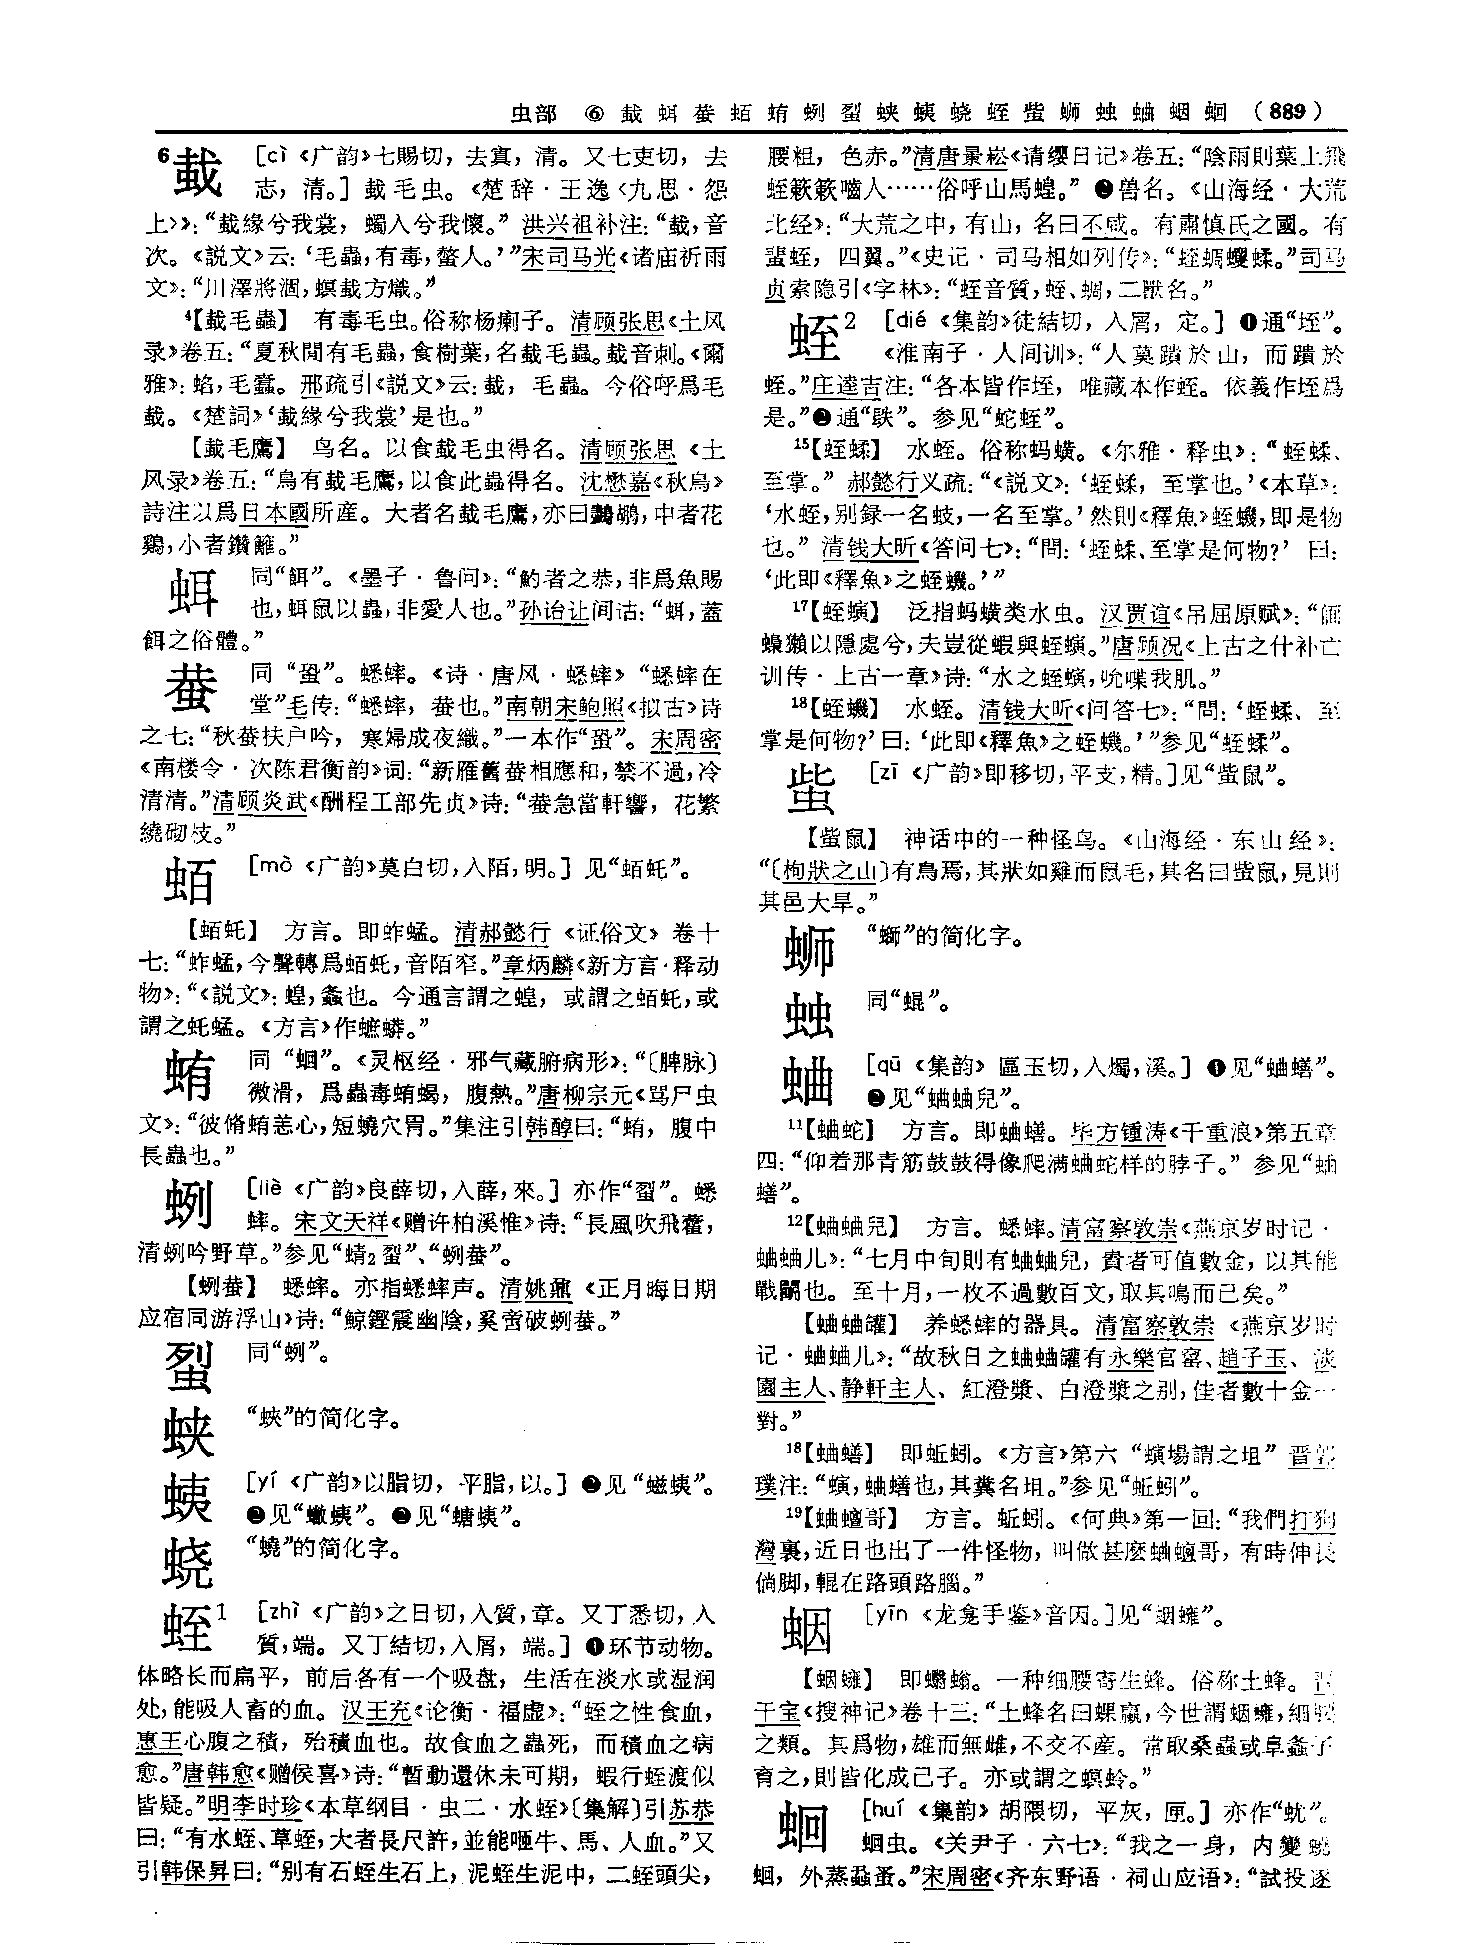 虫部 ⑥ 蛓 蛘 蛬 蛨 蛕 蛚 蛪 蛱 蛦 蛲 蛭 蛍 蛳 蛐 蛔 (889)
6蛓 [cì 《广韵》七賜切，去寘，清。又七吏切，去
志，清。] 蛓毛虫。《楚辞·王逸〈九思·怨
上〉》：“蛓緣兮我裳，蠋入兮我懷。”洪兴祖补注：“蛓，音
次。《説文》云：‘毛蟲，有毒，螫人。’”宋司马光《诸庙祈雨
文》：“川澤將涸，螟蛓方熾。”
4【蛓毛蟲】 有毒毛虫。俗称杨瘌子。清顾张思《土风
录》卷五：“夏秋間有毛蟲，食樹葉，名蛓毛蟲。蛓音刺。《爾
雅》：蛅，毛蠹。邢疏引《説文》云：蛓，毛蟲。今俗呼爲毛
蛓。《楚詞》‘蛓緣兮我裳’是也。”
【蛓毛鷹】 鸟名。以食蛓毛虫得名。清顾张思《土
风录》卷五：“鳥有蛓毛鷹，以食此蟲得名。沈懋嘉《秋鳥》
詩注以爲日本國所産。大者名蛓毛鷹，亦曰鷜鷯，中者花
鷄，小者鑽籬。”
䖩 同“餌”。《墨子·鲁问》：“魡者之恭，非爲魚賜
也，䖩鼠以蟲，非愛人也。”孙诒让间诂：“䖩，蓋
餌之俗體。”
蛬 同“蛩”。蟋蟀。《诗·唐风·蟋蟀》“蟋蟀在
堂”毛传：“蟋蟀，蛬也。”南朝宋鲍照《拟古》诗
之七：“秋蛬扶户吟，寒婦成夜織。”一本作“蛩”。宋周密
《南楼令·次陈君衡韵》词：“新雁舊蛬相應和，禁不過，冷
清清。”清顾炎武《酬程工部先贞》诗：“蛬急當軒響，花繁
繞砌枝。”
蛨 [mò 《广韵》莫白切，入陌，明。] 见“蛨虴”。
【蛨虴】 方言。即蚱蜢。清郝懿行《证俗文》卷十
七：“蚱蜢，今聲轉爲蛨虴，音陌窄。”章炳麟《新方言·释动
物》：“《説文》：蝗，螽也。今通言謂之蝗，或謂之蛨虴，或
謂之虴蜢。《方言》作蟅蟒。”
蛕 同“蛔”。《灵枢经·邪气藏腑病形》：“〔脾脉〕
微滑，爲蟲毒蛕蝎，腹熱。”唐柳宗元《骂尸虫
文》：“彼脩蛕恙心，短蟯穴胃。”集注引韩醇曰：“蛕，腹中
長蟲也。”
蛚 [liè 《广韵》良薛切，入薛，來。] 亦作“䖽”。蟋
蟀。宋文天祥《赠许柏溪惟》诗：“長風吹飛藿，
清蛚吟野草。”参见“蜻2䖽”、“蛚蛬”。
【蛚蛬】 蟋蟀。亦指蟋蟀声。清姚鼐《正月晦日期
应宿同游浮山》诗：“鯨鏗震幽陰，奚啻破蛚蛬。”
䖽 同“蛚”。
蛱 “蛺”的简化字。
蛦 [yí 《广韵》以脂切，平脂，以。] ❶见“螆蛦”。
❷见“蠍蛦”。❸见“螗蛦”。
蛲 “蟯”的简化字。
蛭1 [zhì 《广韵》之日切，入質，章。又丁悉切，入
質，端。又丁結切，入屑，端。] ❶环节动物。
体略长而扁平，前后各有一个吸盘，生活在淡水或湿润
处，能吸人畜的血。汉王充《论衡·福虚》：“蛭之性食血，
惠王心腹之積，殆積血也。故食血之蟲死，而積血之病
愈。”唐韩愈《赠侯喜》诗：“暫動還休未可期，蝦行蛭渡似
皆疑。”明李时珍《本草纲目·虫二·水蛭》〔集解〕引苏恭
曰：“有水蛭、草蛭，大者長尺許，並能咂牛、馬、人血。”又
引韩保昇曰：“别有石蛭生石上，泥蛭生泥中，二蛭頭尖，
腰粗，色赤。”清唐景崧《请缨日记》卷五：“陰雨則葉上飛
蛭簌簌嚙人……俗呼山馬蝗。” ❷兽名。《山海经·大荒
北经》：“大荒之中，有山，名曰不咸。有肅慎氏之國。有
蜚蛭，四翼。”《史记·司马相如列传》：“蛭蜩蠼蝚。”司马
贞索隐引《字林》：“蛭音質，蛭、蜩，二獸名。”
蛭2 [dié 《集韵》徒結切，入屑，定。] ❶通“垤”。
《淮南子·人间训》：“人莫蹪於山，而蹪於
蛭。”庄逵吉注：“各本皆作垤，唯藏本作蛭。依義作垤爲
是。”❷通“镻”。参见“蛇蛭”。
15【蛭蝚】 水蛭。俗称蚂蟥。《尔雅·释虫》：“蛭蝚、
至掌。”郝懿行义疏：“《説文》：‘蛭蝚，至掌也。’《本草》：
‘水蛭，别録一名蚑，一名至掌。’然則《釋魚》蛭蟣，即是物
也。”清钱大昕《答问七》：“問：‘蛭蝚、至掌是何物？’曰：
‘此即《釋魚》之蛭蟣。’”
17【蛭螾】 泛指蚂蟥类水虫。汉贾谊《吊屈原赋》：“偭
蟂獺以隱處兮，夫豈從蝦與蛭螾。”唐顾况《上古之什补亡
训传·上古一章》诗：“水之蛭螾，吮喋我肌。”
18【蛭蟣】 水蛭。清钱大昕《问答七》：“問：‘蛭蝚、至
掌是何物？’曰：‘此即《釋魚》之蛭蟣。’”参见“蛭蝚”。
蚩 [zī 《广韵》即移切，平支，精。]见“蚩鼠”。
【蚩鼠】 神话中的一种怪鸟。《山海经·东山经》：
“〔枸狀之山〕有鳥焉，其狀如雞而鼠毛，其名曰蚩鼠，見則
其邑大旱。”
蛳 “螄”的简化字。
䖵 同“蜫”。
蛐 [qū 《集韵》區玉切，入燭，溪。] ❶见“蛐蟮”。
❷见“蛐蛐兒”。
11【蛐蛇】 方言。即蛐蟮。毕方锺涛《千重浪》第五章
四：“仰着那青筋鼓鼓得像爬满蛐蛇样的脖子。” 参见“蛐
蟮”。
12【蛐蛐兒】 方言。蟋蟀。清富察敦崇《燕京岁时记·
蛐蛐儿》：“七月中旬則有蛐蛐兒，貴者可值數金，以其能
戰鬬也。至十月，一枚不過數百文，取其鳴而已矣。”
【蛐蛐罐】 养蟋蟀的器具。清富察敦崇《燕京岁时
记·蛐蛐儿》：“故秋日之蛐蛐罐有永樂官窑、趙子玉、淡
園主人、静軒主人、紅澄漿、白澄漿之别，佳者數十金一
對。”
18【蛐蟮】 即蚯蚓。《方言》第六“螾場謂之坥”晋郭
璞注：“螾，蛐蟮也，其糞名坥。”参见“蚯蚓”。
19【蛐蟺哥】 方言。蚯蚓。《何典》第一回：“我們打狗
灣裏，近日也出了一件怪物，叫做甚麽蛐蟺哥，有時伸長
倘脚，輥在路頭路腦。”
蜔 [yīn 《龙龛手鉴》音因。]见“蜔蠮”。
【蜔蠮】 即蠮螉。一种细腰寄生蜂。俗称土蜂。晋
干宝《搜神记》卷十三：“土蜂名曰蜾蠃，今世謂蜔蠮，細腰
之類。其爲物，雄而無雌，不交不産。常取桑蟲或阜螽子
育之，則皆化成己子。亦或謂之螟蛉。”
蛔 [huí 《集韵》胡隈切，平灰，匣。] 亦作“蚘”。
蛔虫。《关尹子·六七》：“我之一身，内變蟯
蛔，外蒸蝨蚤。”宋周密《齐东野语·祠山应语》：“試投逐